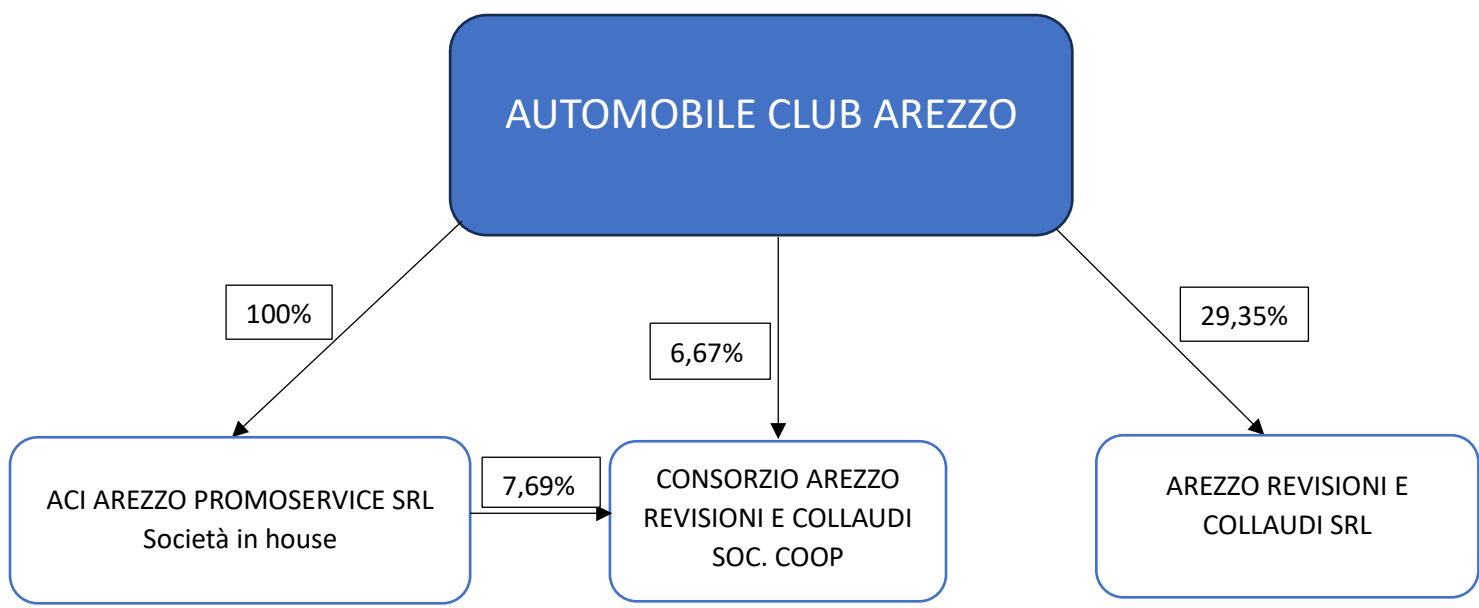 AUTOMOBILE CLUB AREZZO
100%
6,67%
29,35%
ACI AREZZO PROMOSERVICE SRL
Società in house
7,69%
CONSORZIO AREZZO
REVISIONI E COLLAUDI
SOC. COOP
AREZZO REVISIONI E
COLLAUDI SRL